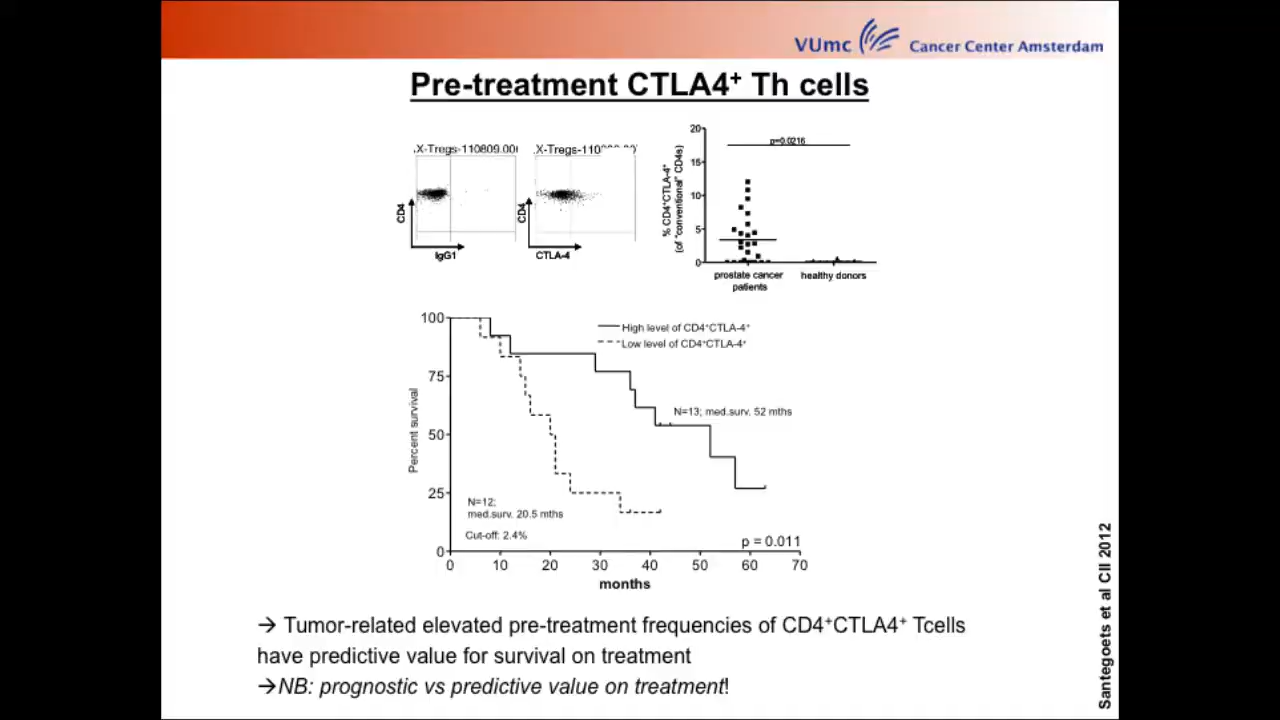 VUmc Cancer Center Amsterdam
Pre-treatment CTLA4⁺ Th cells
.X-Tregs-110809.00(
.X-Tregs-110
CD4
IgG1
CD4
CTLA-4
% CD4⁺CTLA-4⁺
(of "conventional" CD4s)
20
15
10
5
0
p=0.0216
prostate cancer
patients
healthy donors
100
75
50
25
0
Percent survival
High level of CD4⁺CTLA-4⁺
Low level of CD4⁺CTLA-4⁺
N=13; med.surv. 52 mths
N=12;
med.surv. 20.5 mths
Cut-off: 2.4%
p = 0.011
0 10 20 30 40 50 60 70
months
→ Tumor-related elevated pre-treatment frequencies of CD4⁺CTLA4⁺ Tcells
have predictive value for survival on treatment
→NB: prognostic vs predictive value on treatment!
Santegoets et al CII 2012